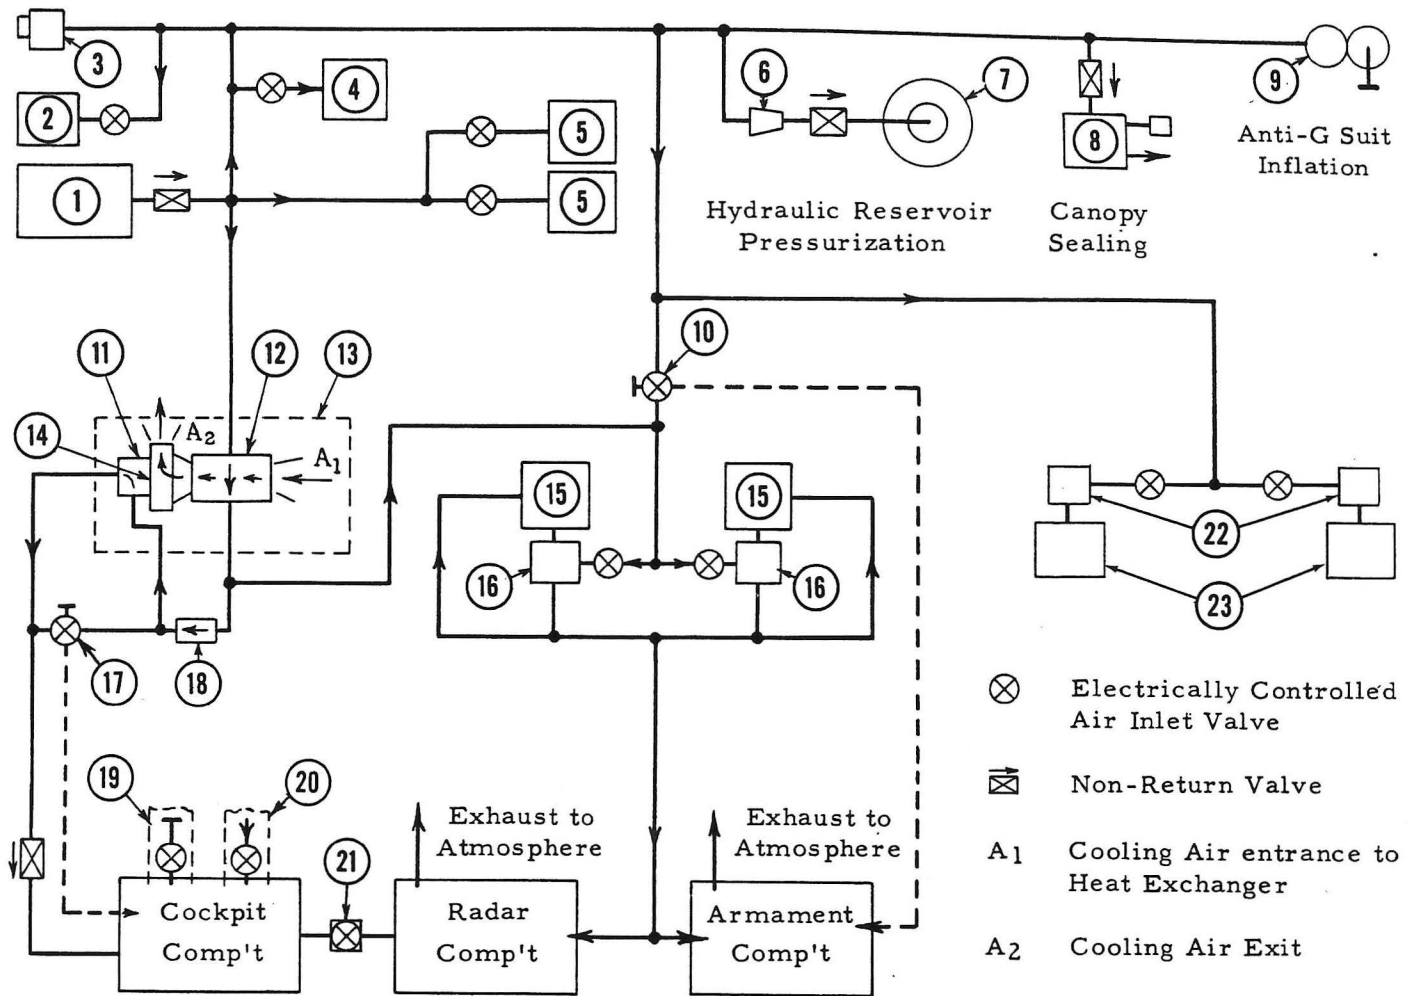 3
2
4
1
5
5
6
7
8
9
Anti-G Suit
Inflation
Hydraulic Reservoir
Pressurization
Canopy
Sealing
10
11
12
13
14
A2
A1
15
15
16
16
17
18
22
23
19
20
21
Exhaust to
Atmosphere
Exhaust to
Atmosphere
Cockpit
Comp't
Radar
Comp't
Armament
Comp't
Electrically Controlled
Air Inlet Valve
Non-Return Valve
A1 Cooling Air entrance to
Heat Exchanger
A2 Cooling Air Exit